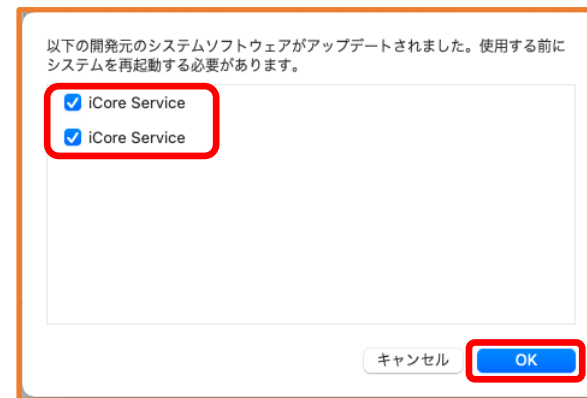 以下の開発元のシステムソフトウェアがアップデートされました。使用する前に
システムを再起動する必要があります。
iCore Service
iCore Service
キャンセル
OK